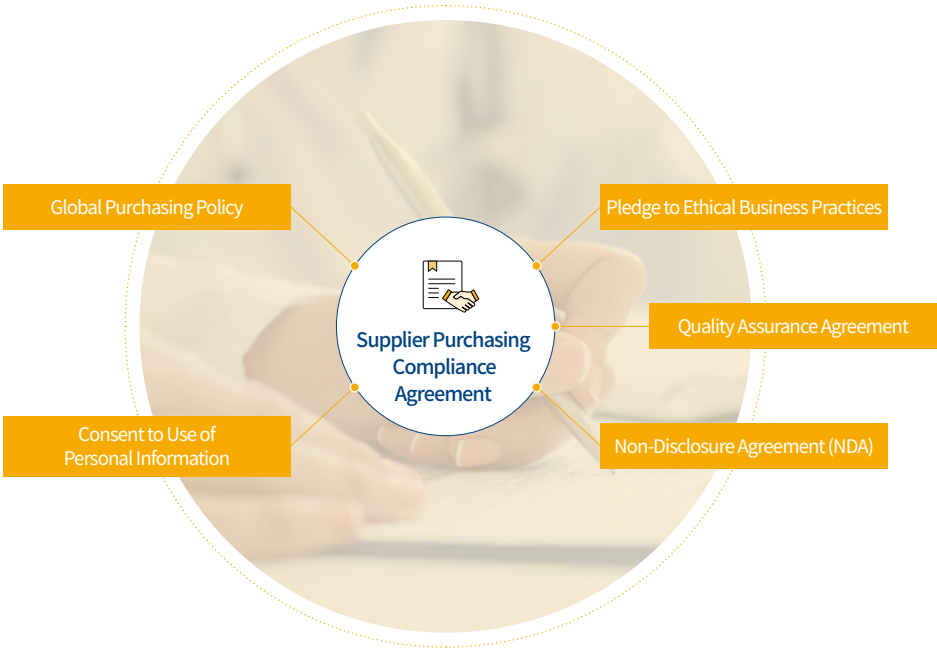 Global Purchasing Policy
Pledge to Ethical Business Practices
Supplier Purchasing
Compliance
Agreement
Quality Assurance Agreement
Consent to Use of
Personal Information
Non-Disclosure Agreement (NDA)